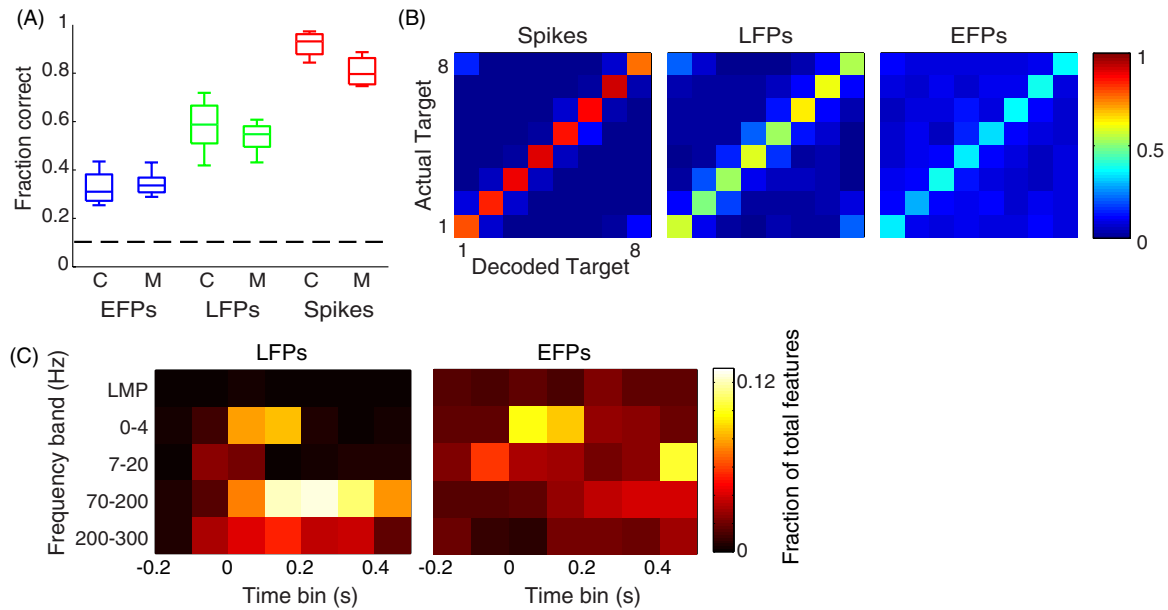 (A)
Fraction correct
1
0.8
0.6
0.4
0.2
0
C M C M C M
EFPs LFPs Spikes
(B)
Spikes LFPs EFPs
Actual Target
8
1
1 8
Decoded Target
1
0.5
0
(C)
LFPs EFPs
Frequency band (Hz)
LMP
0-4
7-20
70-200
200-300
-0.2 0 0.2 0.4
Time bin (s)
-0.2 0 0.2 0.4
Time bin (s)
0.12
0
Fraction of total features